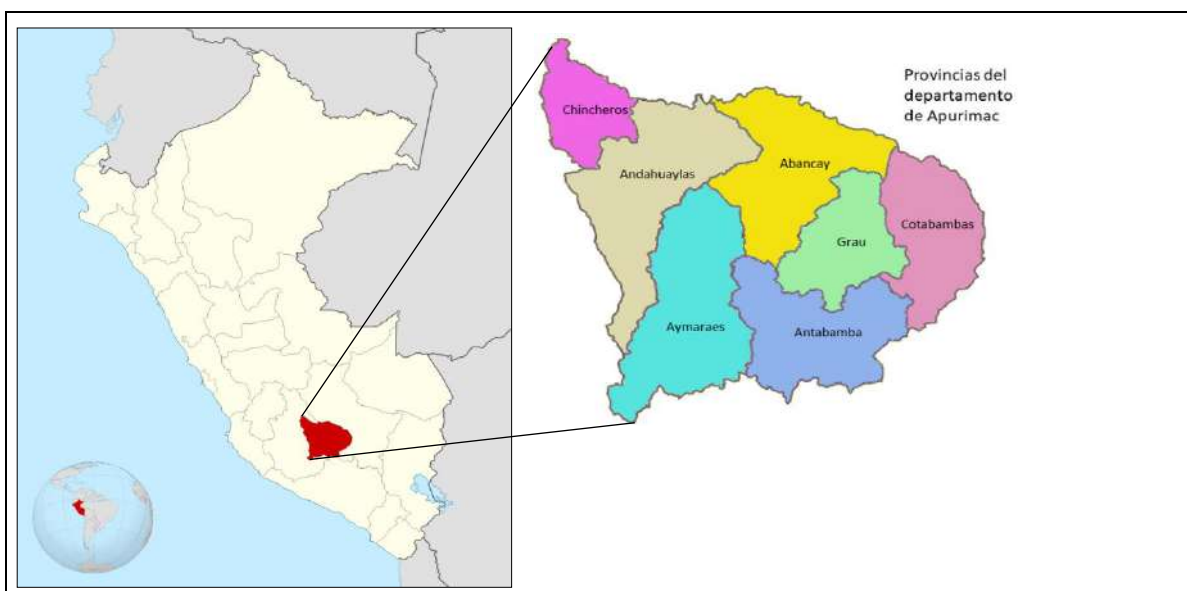 Provincias del
departamento
de Apurimac
Chincheros
Andahuaylas
Abancay
Cotabambas
Grau
Aymaraes
Antabamba